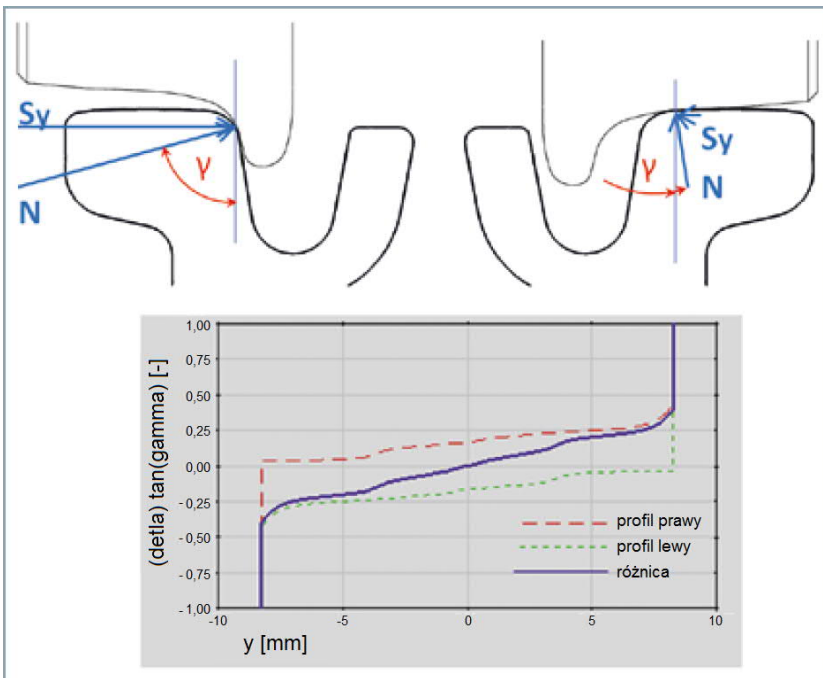 Sy
γ
N
Sy
γ
N
(detla) tan(gamma) [-]
1,00
0,75
0,50
0,25
0,00
- 0,25
- 0,50
- 0,75
- 1,00
profil prawy
profil lewy
różnica
-10
-5
0
5
10
y [mm]